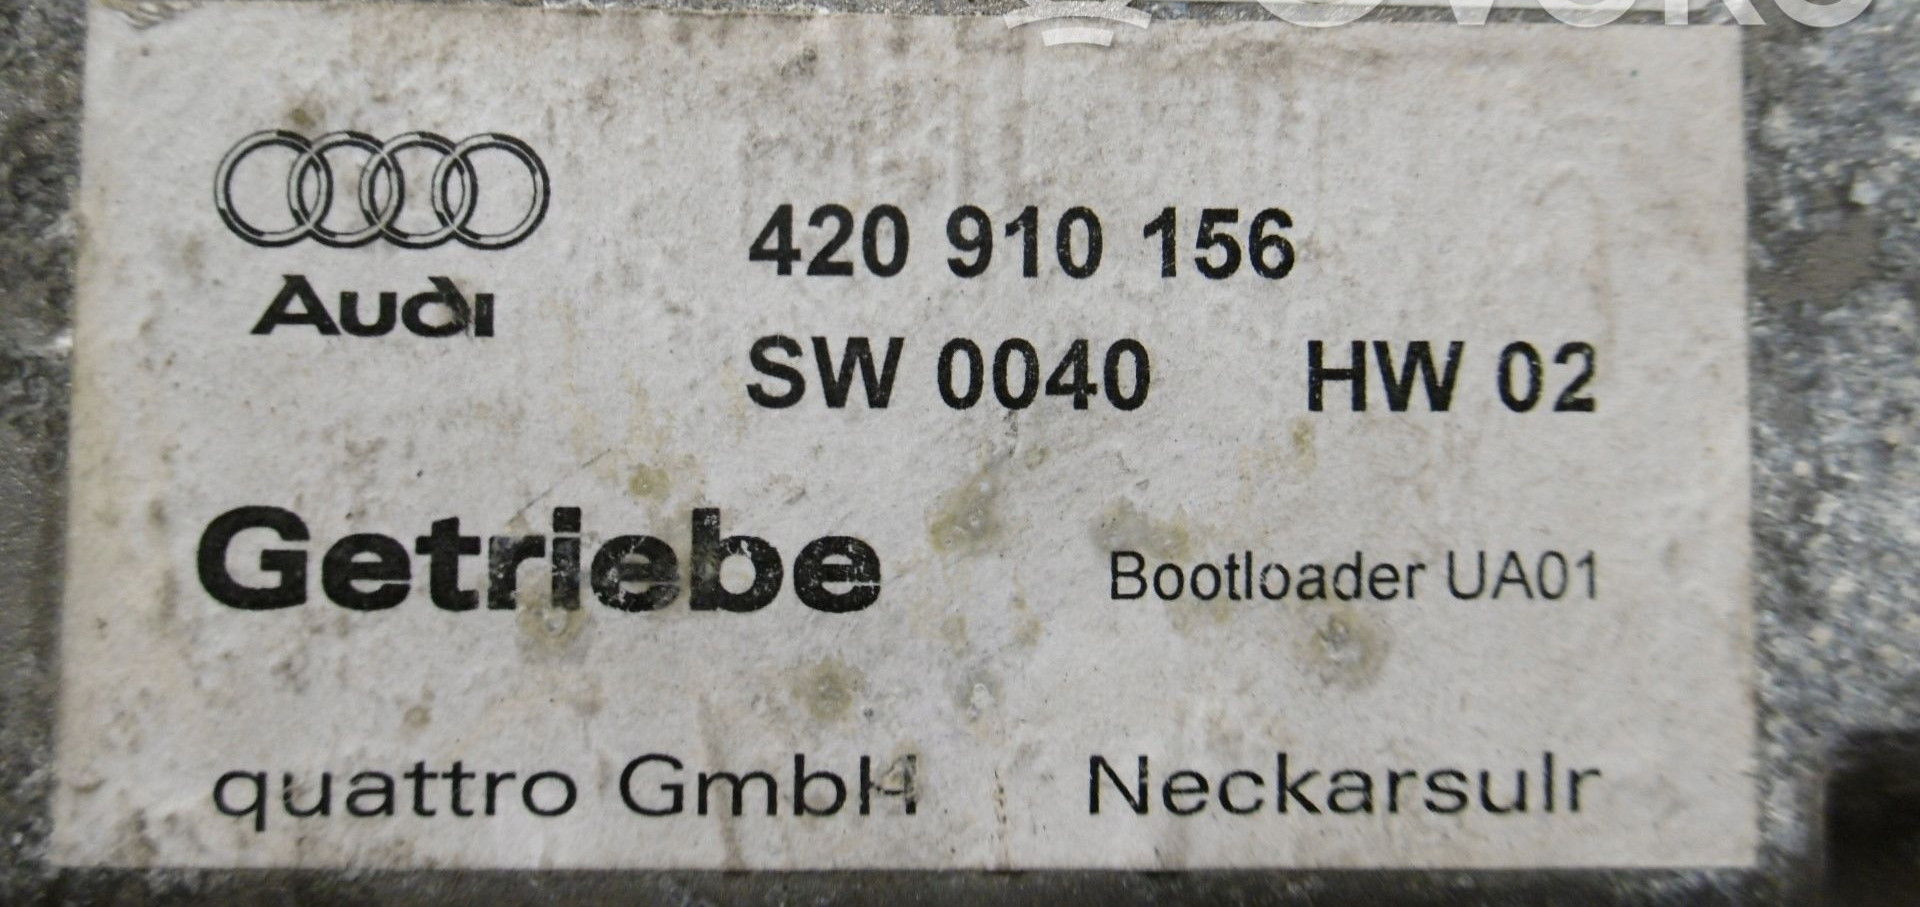 Audi
420 910 156
SW 0040 HW 02
Getriebe
Bootloader UA01
quattro GmbH Neckarsulr